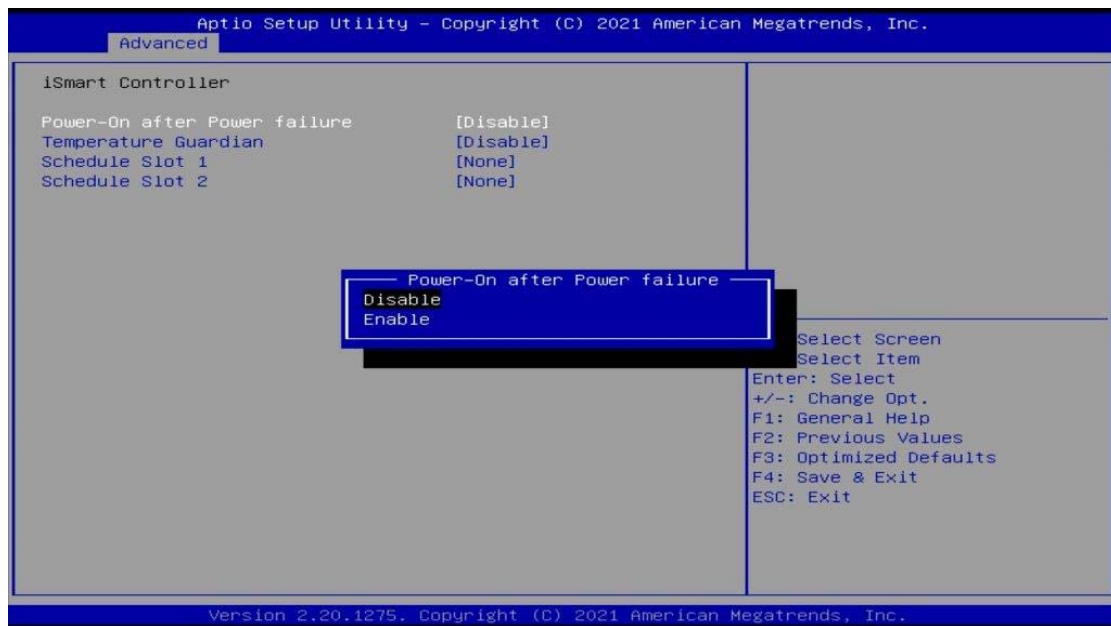 Aptio Setup Utility – Copyright (C) 2021 American Megatrends, Inc.
Advanced
iSmart Controller
Power-On after Power failure [Disable]
Temperature Guardian [Disable]
Schedule Slot 1 [None]
Schedule Slot 2 [None]
Power-On after Power failure
Disable
Enable
Select Screen
Select Item
Enter: Select
+/-: Change Opt.
F1: General Help
F2: Previous Values
F3: Optimized Defaults
F4: Save & Exit
ESC: Exit
Version 2.20.1275. Copyright (C) 2021 American Megatrends, Inc.